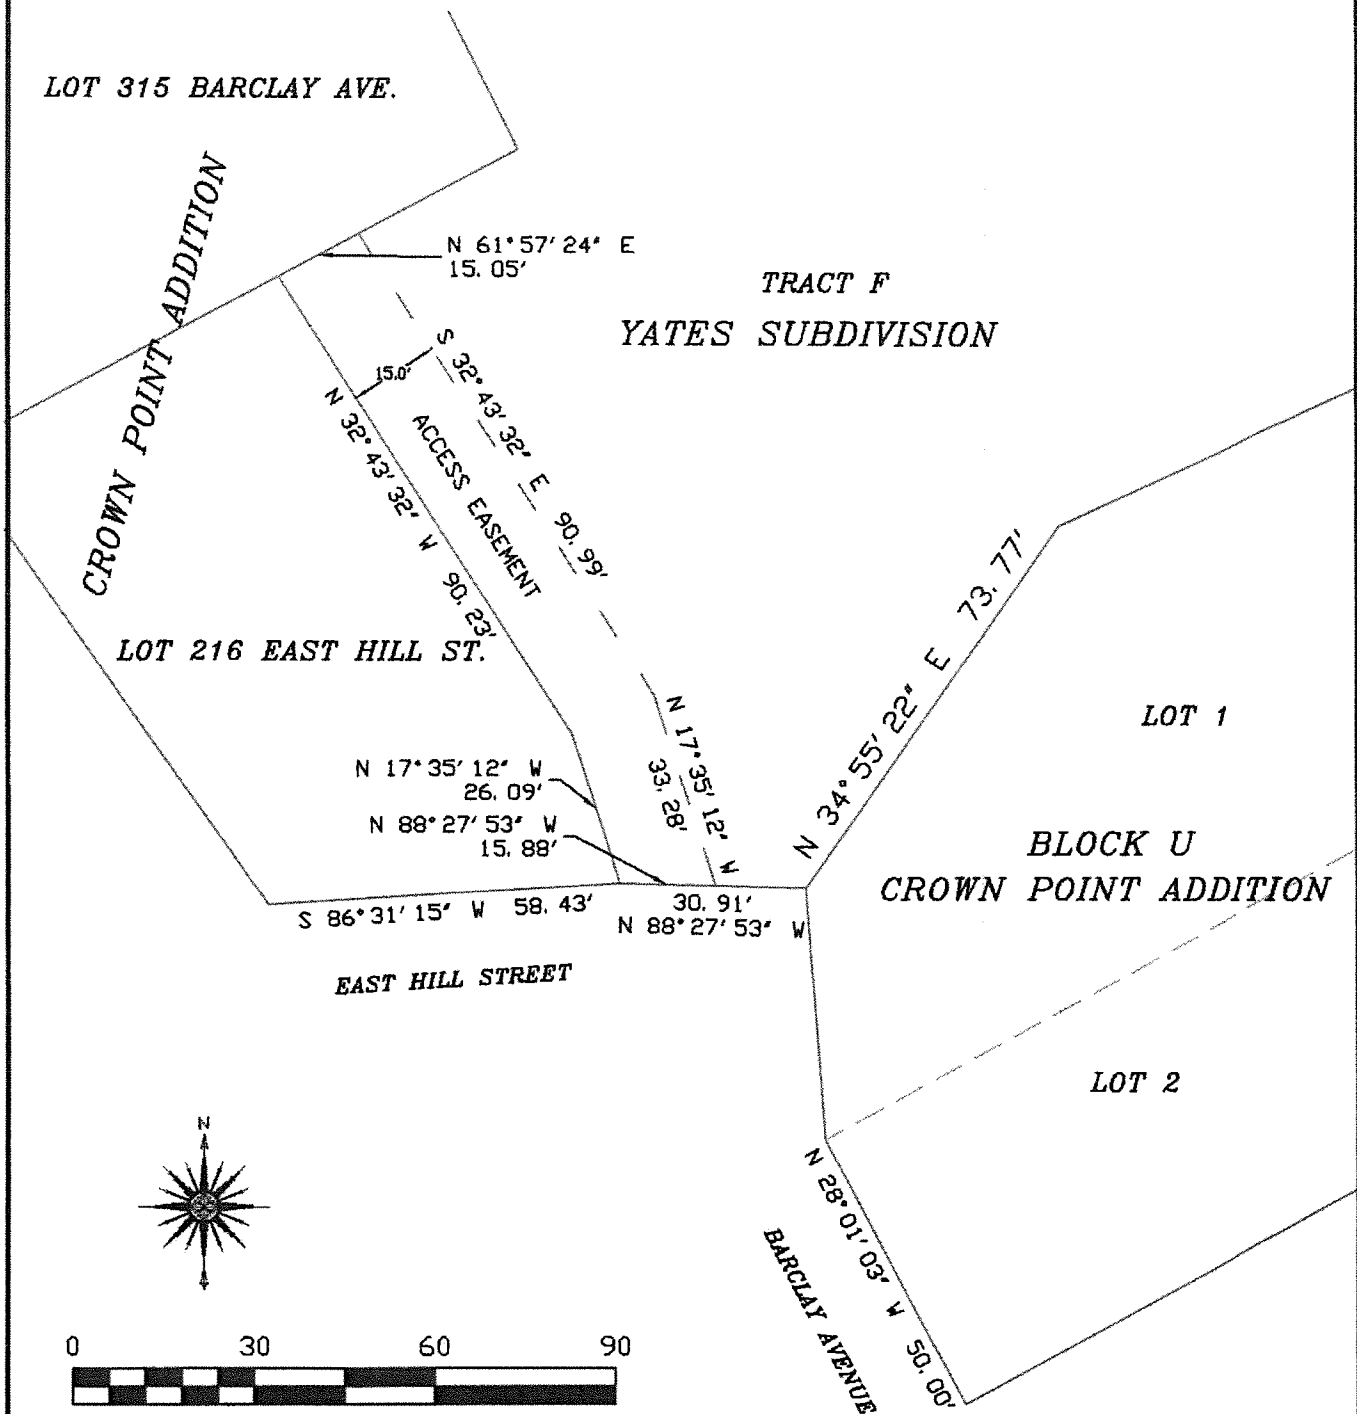 LOT 315 BARCLAY AVE.
CROWN POINT ADDITION
N 61°57'24" E
15.05'
TRACT F
YATES SUBDIVISION
15.0'
S 32°43'32" E 90.99'
N 32°43'32" W 90.23'
ACCESS EASEMENT
N 34°55'22" E 73.77'
LOT 216 EAST HILL ST.
LOT 1
N 17°35'12" W
33.28'
N 17°35'12" W
26.09'
N 88°27'53" W
15.88'
BLOCK U
CROWN POINT ADDITION
S 86°31'15" W 58.43'
30.91'
N 88°27'53" W
EAST HILL STREET
LOT 2
N
N 28°01'03" W 50.00'
BARCLAY AVENUE
0 30 60 90